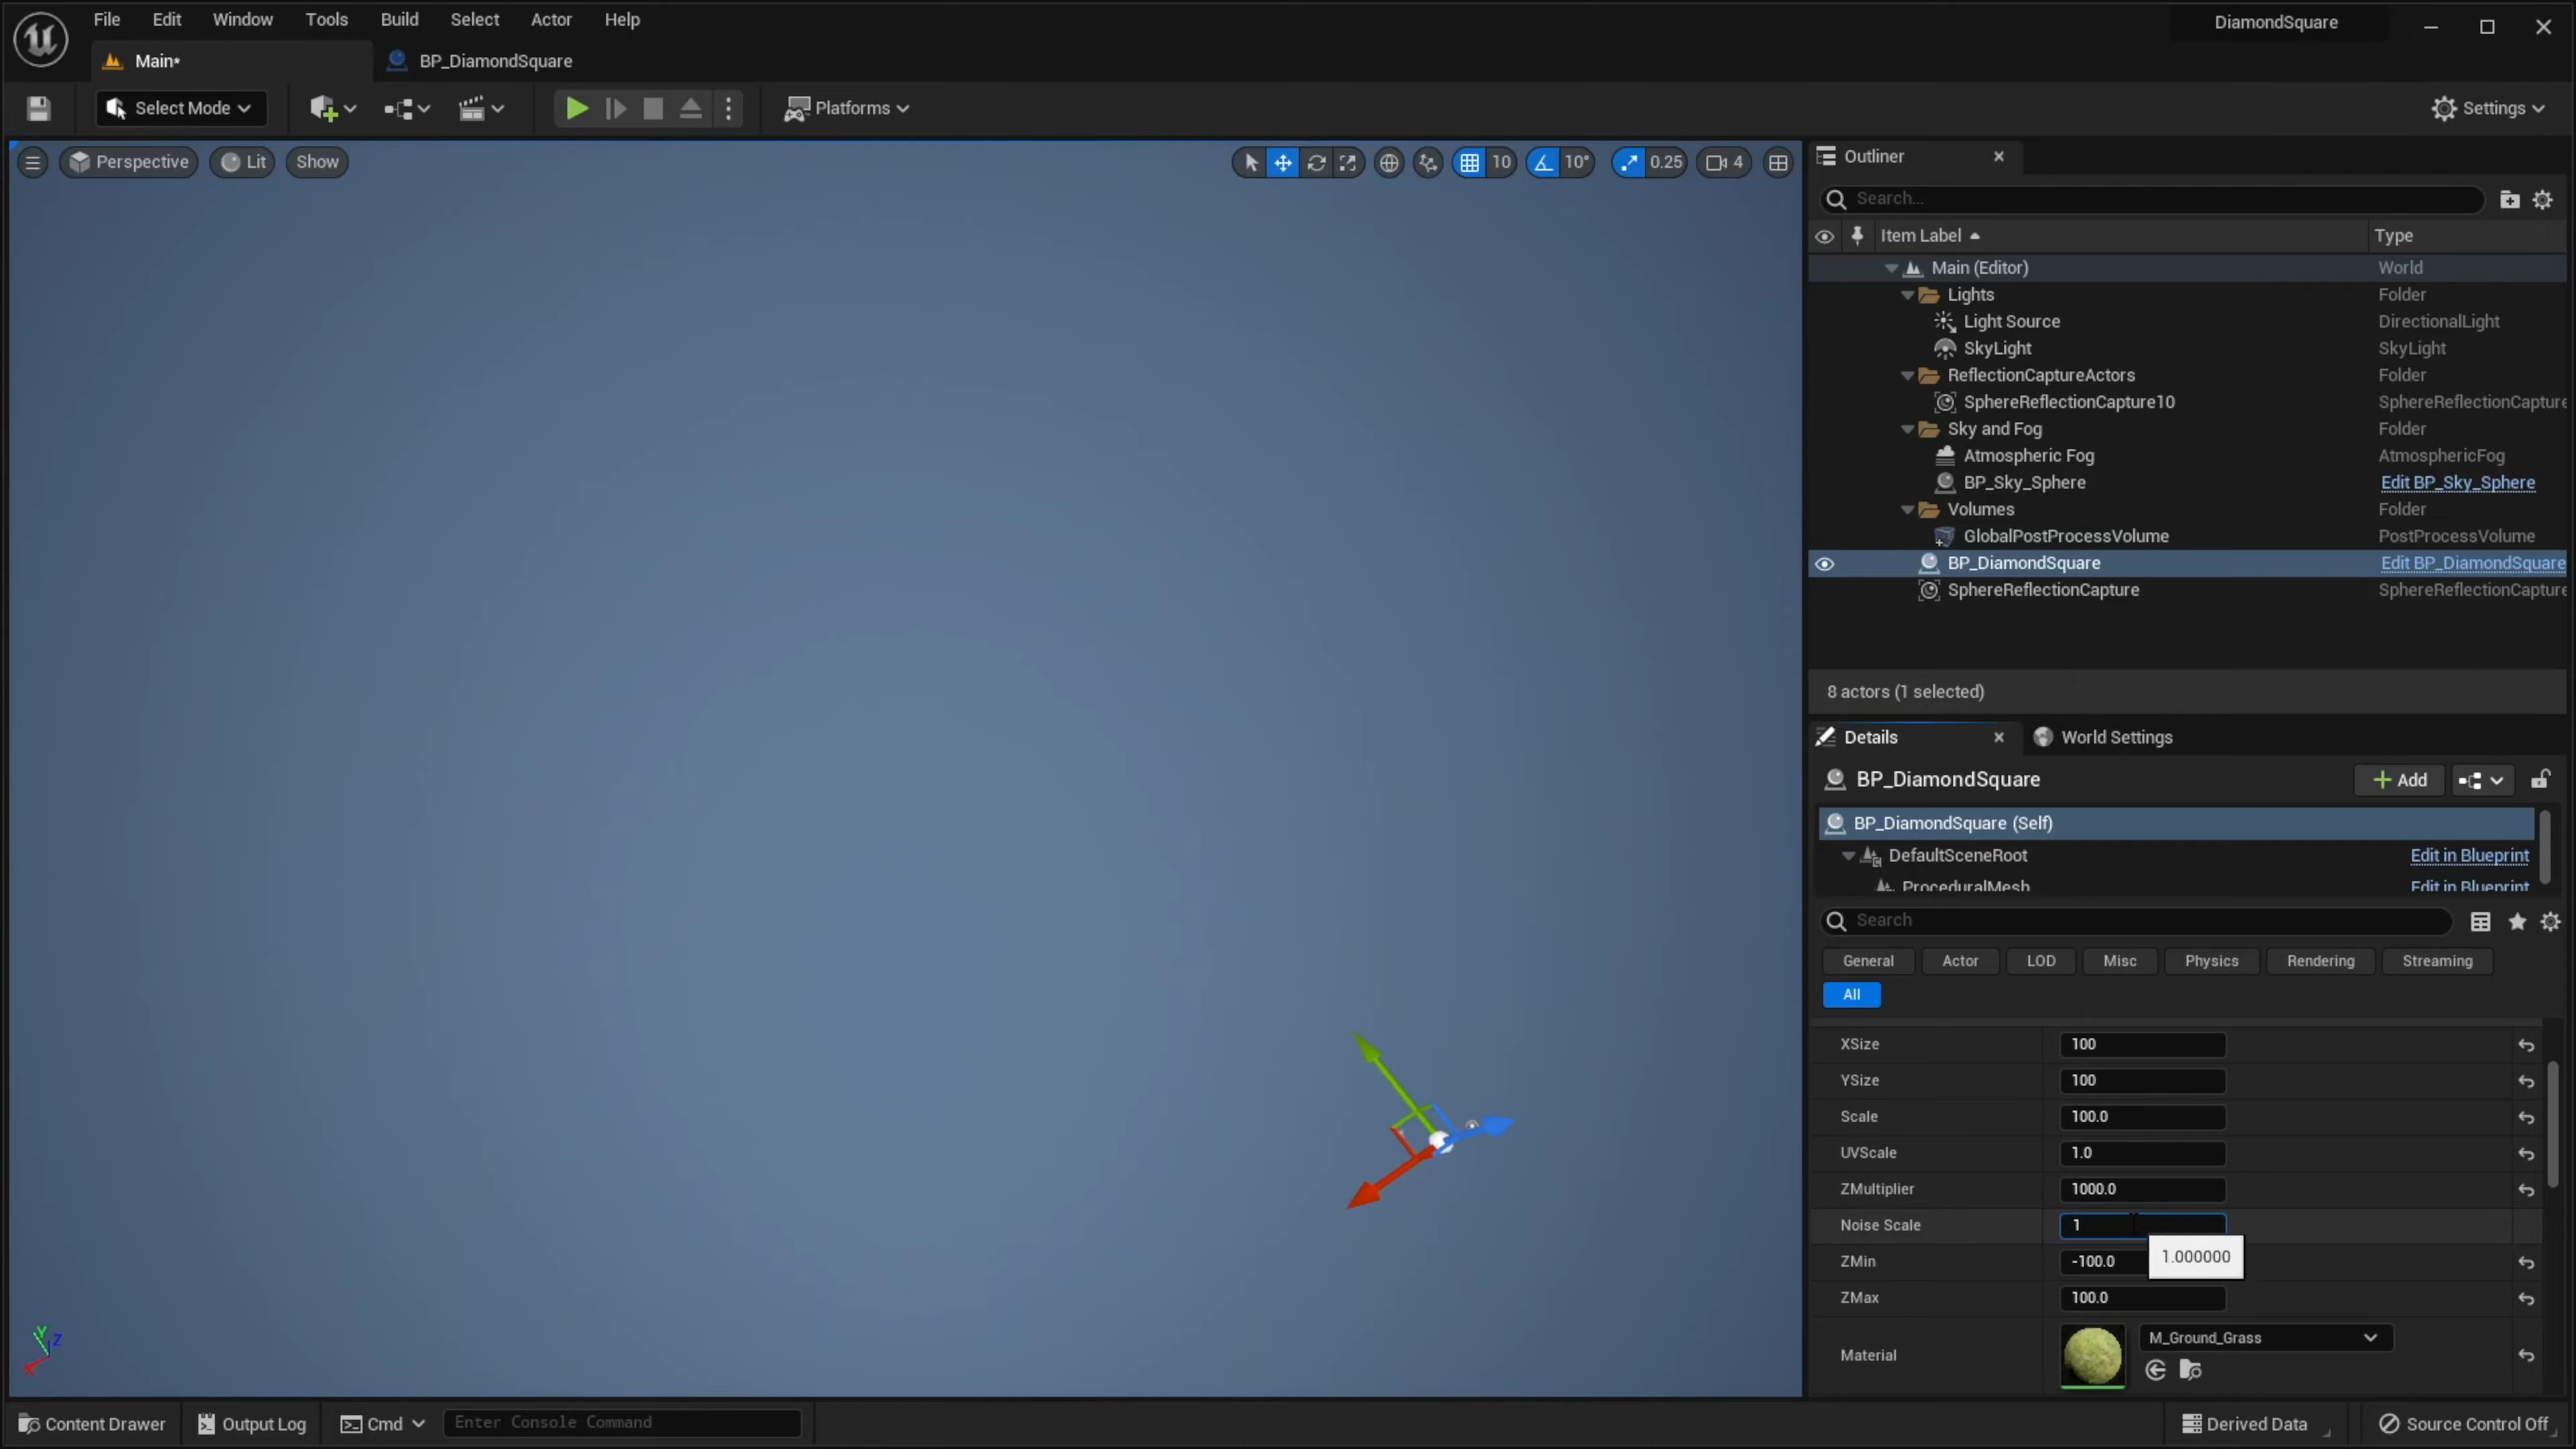 File Edit Window Tools Build Select Actor Help
DiamondSquare
Main*
BP_DiamondSquare
Select Mode
Platforms
Settings
Perspective Lit Show
10 10° 0.25 4
Outliner
Search...
Item Label Type
Main (Editor) World
Lights Folder
Light Source DirectionalLight
SkyLight SkyLight
ReflectionCaptureActors Folder
SphereReflectionCapture10 SphereReflectionCapture
Sky and Fog Folder
Atmospheric Fog AtmosphericFog
BP_Sky_Sphere Edit BP_Sky_Sphere
Volumes Folder
GlobalPostProcessVolume PostProcessVolume
BP_DiamondSquare Edit BP_DiamondSquare
SphereReflectionCapture SphereReflectionCapture
8 actors (1 selected)
Details World Settings
BP_DiamondSquare Add
BP_DiamondSquare (Self)
DefaultSceneRoot Edit in Blueprint
ProceduralMesh Edit in Blueprint
Search
General Actor LOD Misc Physics Rendering Streaming
All
XSize 100
YSize 100
Scale 100.0
UVScale 1.0
ZMultiplier 1000.0
Noise Scale 1
1.000000
ZMin -100.0
ZMax 100.0
Material M_Ground_Grass
Y Z
X
Content Drawer Output Log Cmd Enter Console Command Derived Data Source Control Off